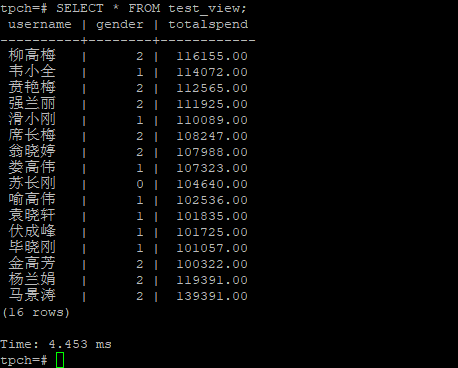 tpch=# SELECT * FROM test_view;
username | gender | totalspend
----------+--------+------------
柳高梅 | 2 | 116155.00
韦小全 | 1 | 114072.00
贲艳梅 | 2 | 112565.00
强兰丽 | 2 | 111925.00
滑小刚 | 1 | 110089.00
席长梅 | 2 | 108247.00
翁晓婷 | 2 | 107988.00
娄高伟 | 1 | 107323.00
苏长刚 | 0 | 104640.00
喻高伟 | 1 | 102536.00
袁晓轩 | 1 | 101835.00
伏成峰 | 1 | 101725.00
毕晓刚 | 1 | 101057.00
金高芳 | 2 | 100322.00
杨兰娟 | 2 | 119391.00
马景涛 | 2 | 139391.00
(16 rows)
Time: 4.453 ms
tpch=#